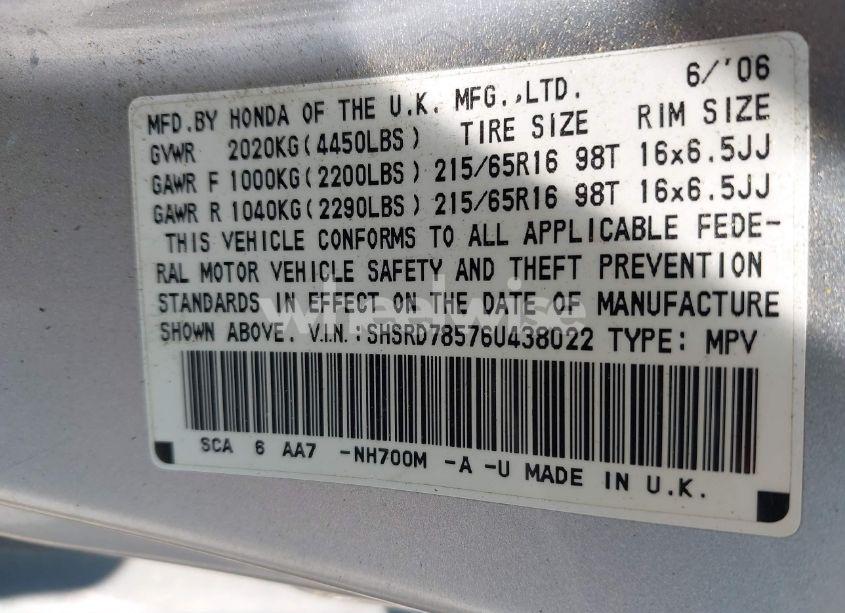 MFD.BY HONDA OF THE U.K. MFG.,LTD. 6/'06
GVWR 2020KG(4450LBS) TIRE SIZE RIM SIZE
GAWR F 1000KG(2200LBS) 215/65R16 98T 16x6.5JJ
GAWR R 1040KG(2290LBS) 215/65R16 98T 16x6.5JJ
THIS VEHICLE CONFORMS TO ALL APPLICABLE FEDE-
RAL MOTOR VEHICLE SAFETY AND THEFT PREVENTION
STANDARDS IN EFFECT ON THE DATE OF MANUFACTURE
SHOWN ABOVE. V.I.N.:SHSRD78576U438022 TYPE: MPV
SCA 6 AA7 -NH700M -A -U MADE IN U.K.
wheelwise